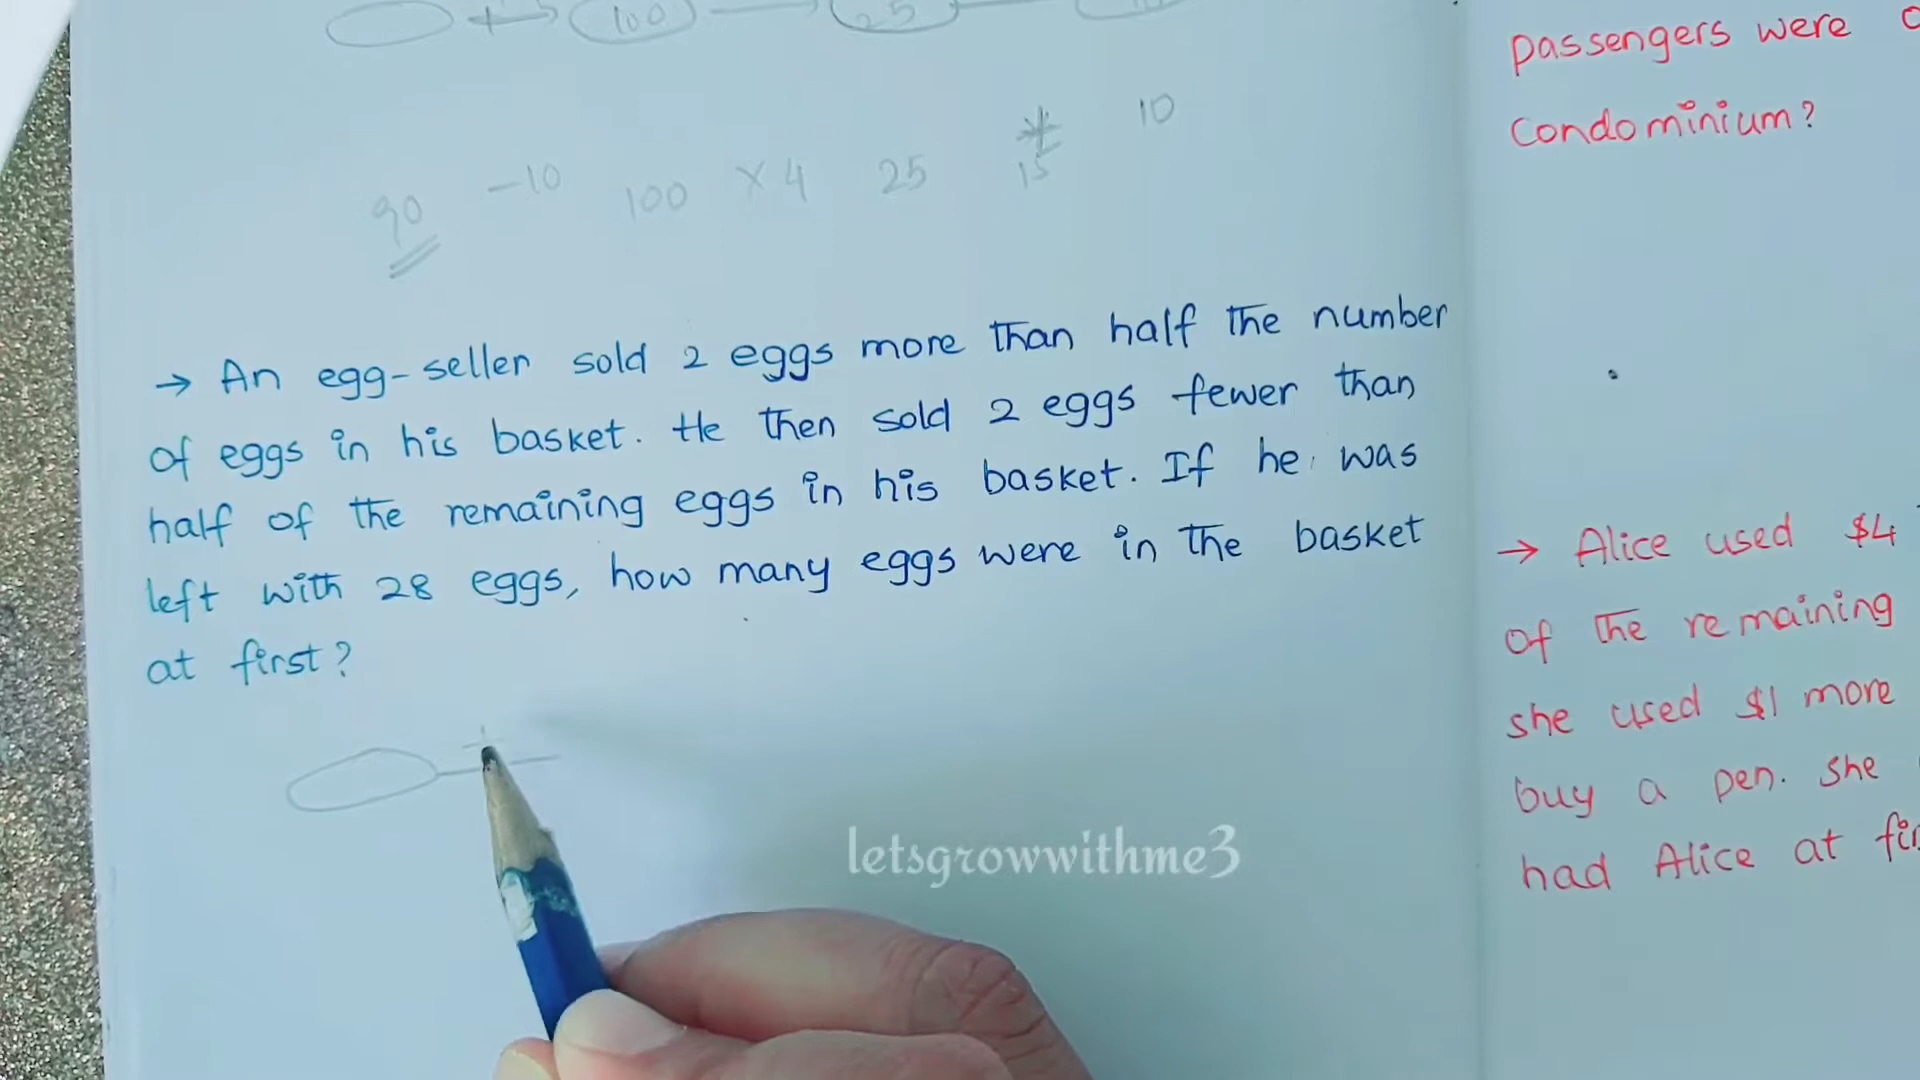 100 25
passengers were
condominium?
90 -10 100 X 4 25 15 10
→ An egg-seller sold 2 eggs more than half the number
of eggs in his basket. He then sold 2 eggs fewer than
half of the remaining eggs in his basket. If he was
left with 28 eggs, how many eggs were in the basket
at first?
→ Alice used $4
of the remaining
she used $1 more
buy a pen. she
had Alice at
letsgrowwithme3